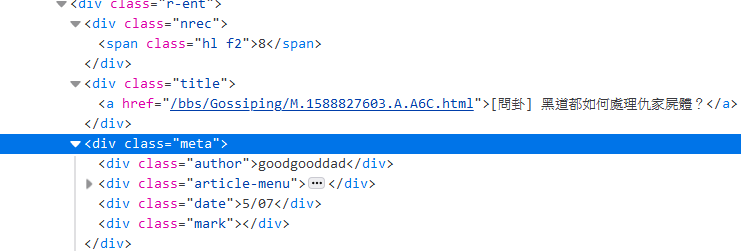 <div class="r-ent">
<div class="nrec">
<span class="hl f2">8</span>
</div>
<div class="title">
<a href="/bbs/Gossiping/M.1588827603.A.A6C.html">[問卦] 黑道都如何處理仇家屍體？</a>
</div>
<div class="meta">
<div class="author">goodgooddad</div>
<div class="article-menu">⋯</div>
<div class="date">5/07</div>
<div class="mark"></div>
</div>